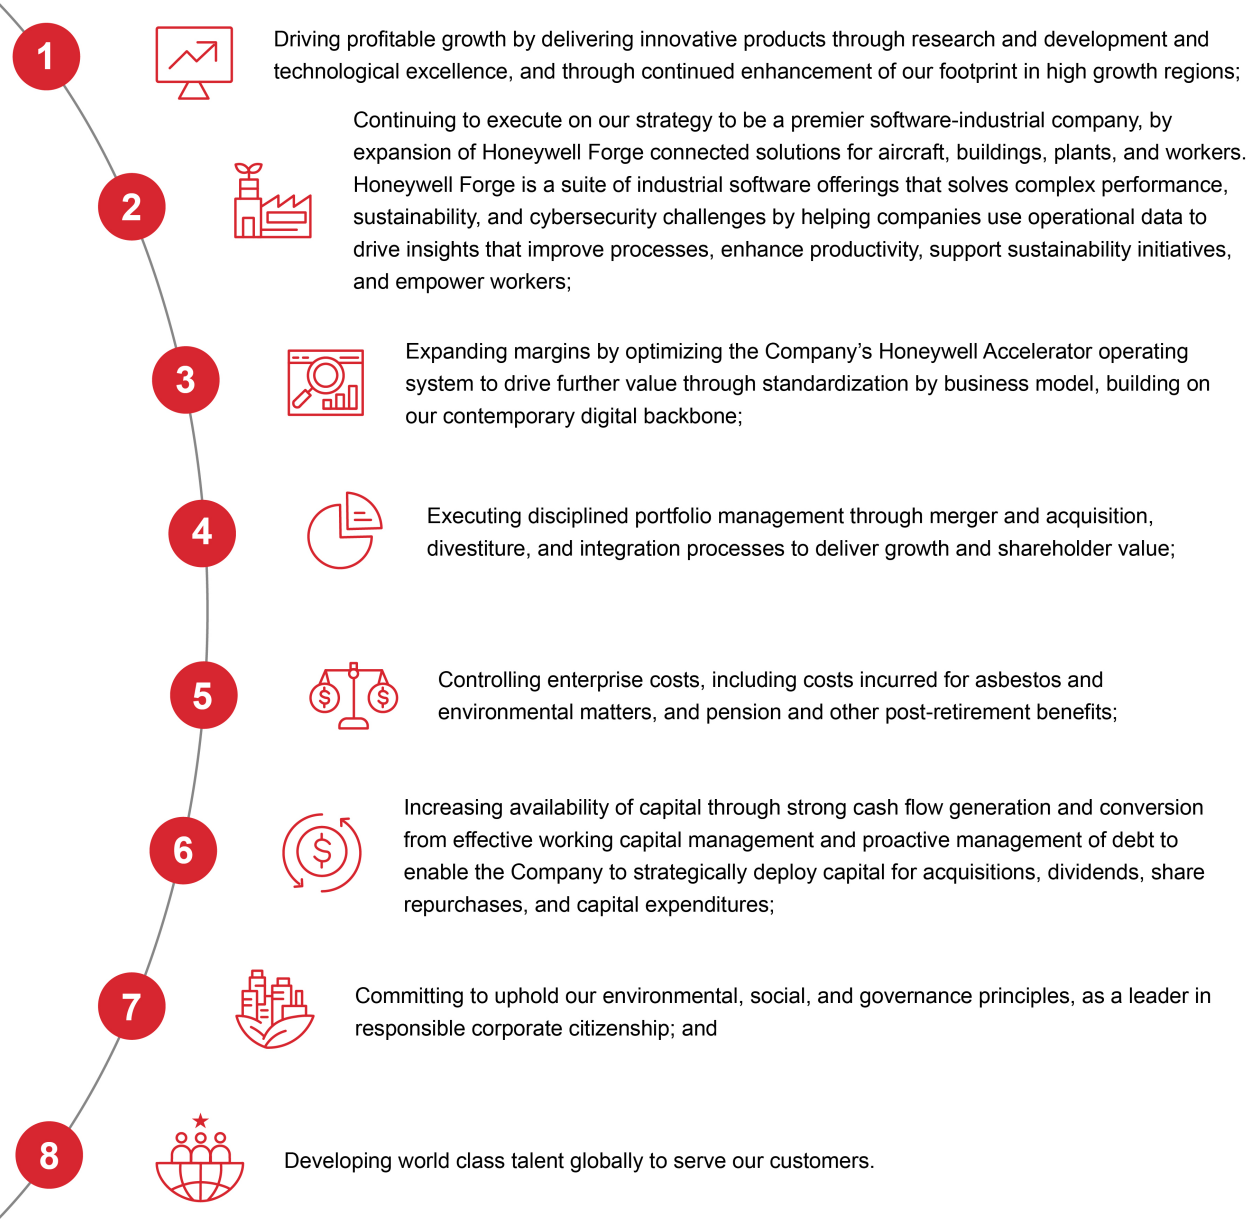 1
Driving profitable growth by delivering innovative products through research and development and
technological excellence, and through continued enhancement of our footprint in high growth regions;
2
Continuing to execute on our strategy to be a premier software-industrial company, by
expansion of Honeywell Forge connected solutions for aircraft, buildings, plants, and workers.
Honeywell Forge is a suite of industrial software offerings that solves complex performance,
sustainability, and cybersecurity challenges by helping companies use operational data to
drive insights that improve processes, enhance productivity, support sustainability initiatives,
and empower workers;
3
Expanding margins by optimizing the Company’s Honeywell Accelerator operating
system to drive further value through standardization by business model, building on
our contemporary digital backbone;
4
Executing disciplined portfolio management through merger and acquisition,
divestiture, and integration processes to deliver growth and shareholder value;
5
$ $
Controlling enterprise costs, including costs incurred for asbestos and
environmental matters, and pension and other post-retirement benefits;
6
$
Increasing availability of capital through strong cash flow generation and conversion
from effective working capital management and proactive management of debt to
enable the Company to strategically deploy capital for acquisitions, dividends, share
repurchases, and capital expenditures;
7
Committing to uphold our environmental, social, and governance principles, as a leader in
responsible corporate citizenship; and
8
Developing world class talent globally to serve our customers.